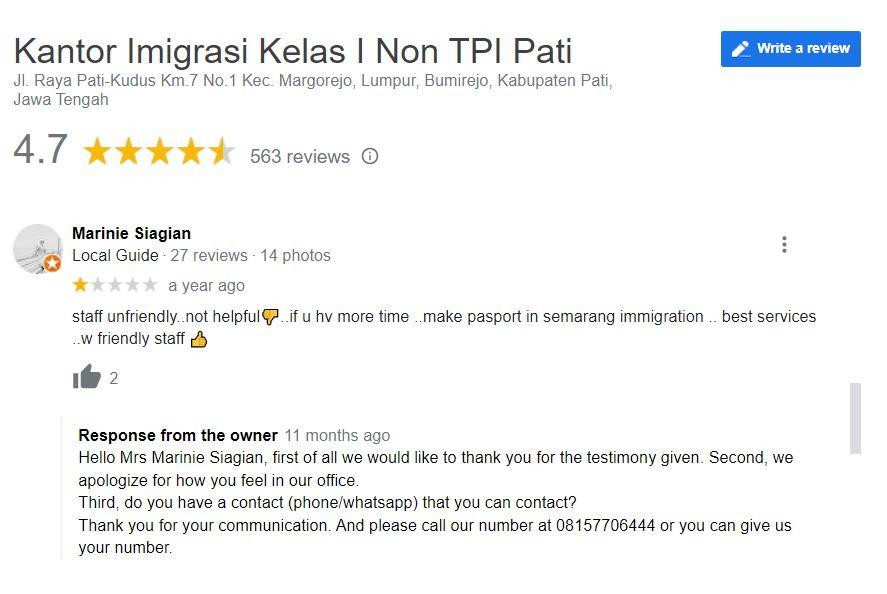 Kantor Imigrasi Kelas I Non TPI Pati
Write a review
Jl. Raya Pati-Kudus Km.7 No.1 Kec. Margorejo, Lumpur, Bumirejo, Kabupaten Pati,
Jawa Tengah
4.7 563 reviews
Marinie Siagian
Local Guide · 27 reviews · 14 photos
a year ago
staff unfriendly..not helpful👎..if u hv more time ..make pasport in semarang immigration .. best services
..w friendly staff 👍
2
Response from the owner 11 months ago
Hello Mrs Marinie Siagian, first of all we would like to thank you for the testimony given. Second, we
apologize for how you feel in our office.
Third, do you have a contact (phone/whatsapp) that you can contact?
Thank you for your communication. And please call our number at 08157706444 or you can give us
your number.